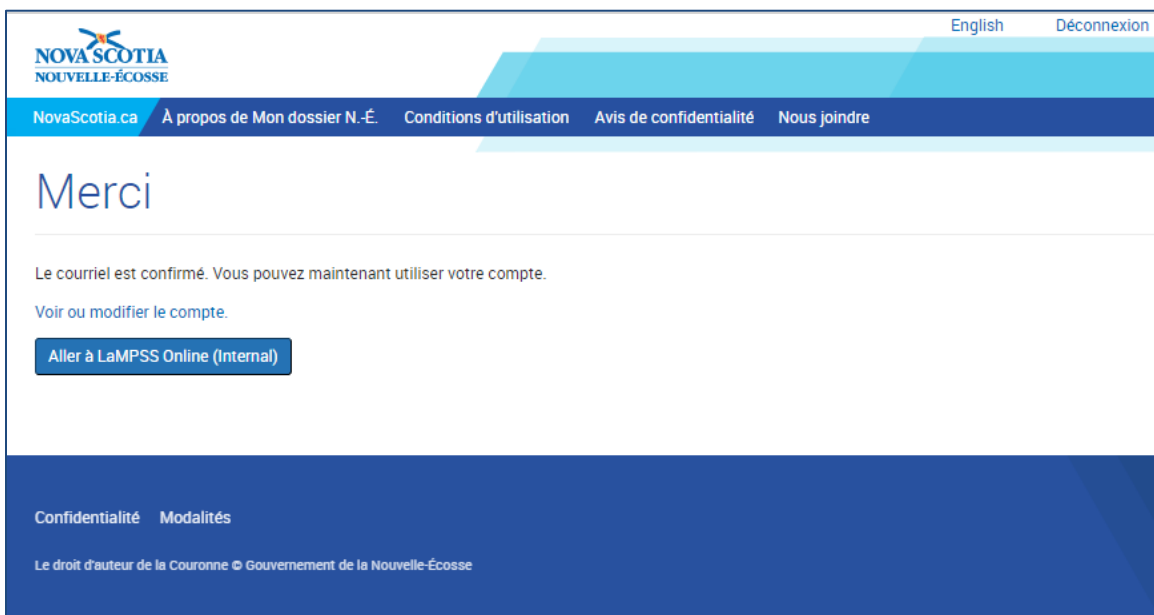 English Déconnexion
NOVA SCOTIA
NOUVELLE-ÉCOSSE
NovaScotia.ca À propos de Mon dossier N.-É. Conditions d'utilisation Avis de confidentialité Nous joindre
Merci
Le courriel est confirmé. Vous pouvez maintenant utiliser votre compte.
Voir ou modifier le compte.
Aller à LaMPSS Online (Internal)
Confidentialité Modalités
Le droit d'auteur de la Couronne © Gouvernement de la Nouvelle-Écosse